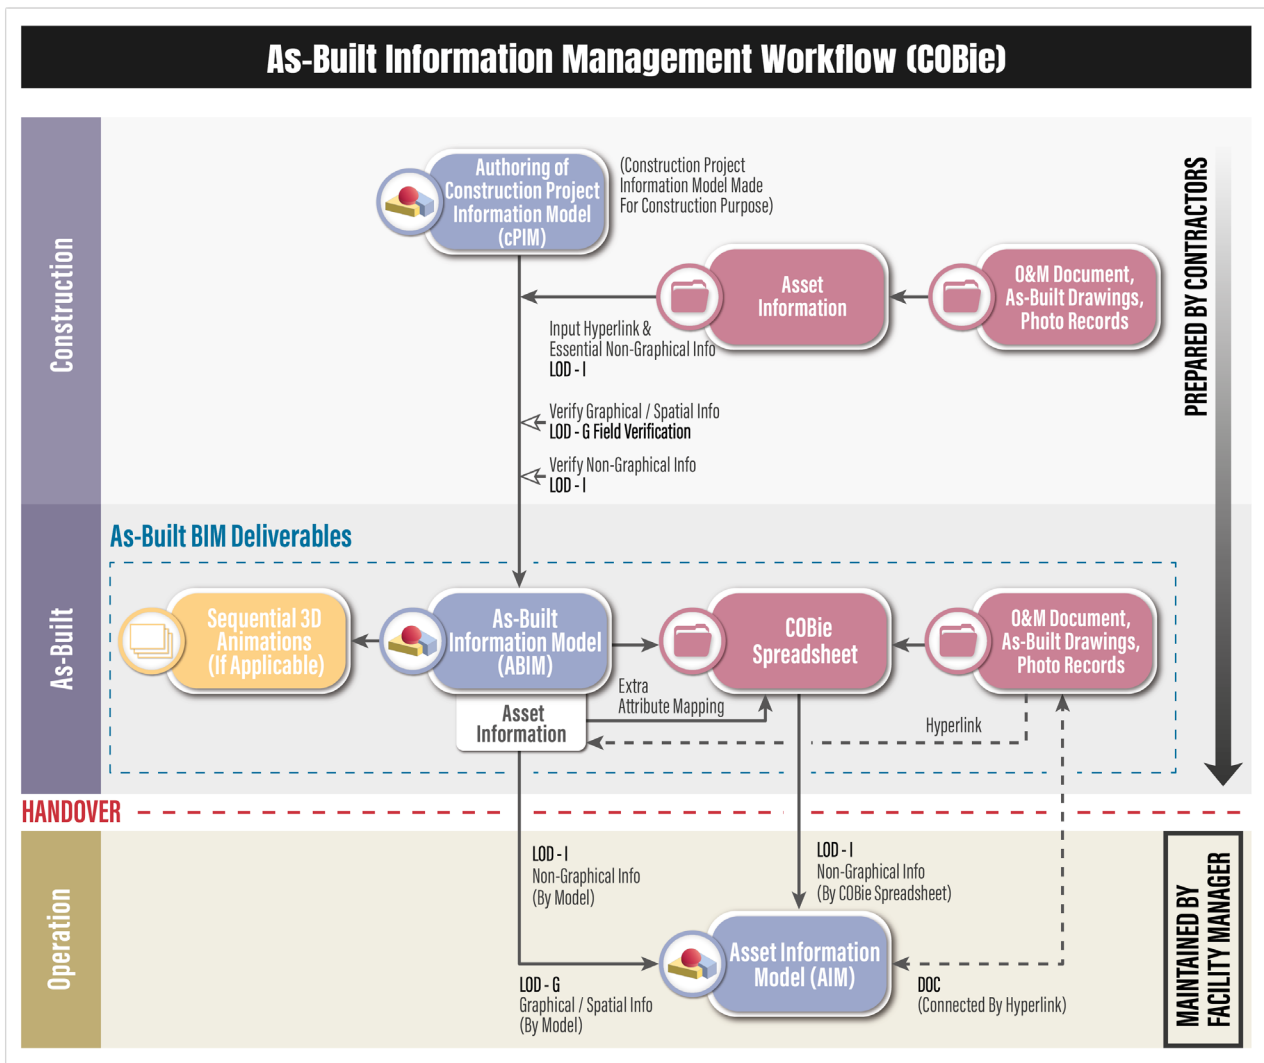 As-Built Information Management Workflow (COBie)
Construction
Authoring of
Construction Project
Information Model
(cPIM)
(Construction Project
Information Model Made
For Construction Purpose)
Asset
Information
O&M Document,
As-Built Drawings,
Photo Records
PREPARED BY CONTRACTORS
Input Hyperlink &
Essential Non-Graphical Info
LOD - I
Verify Graphical / Spatial Info
LOD - G Field Verification
Verify Non-Graphical Info
LOD - I
As-Built
As-Built BIM Deliverables
Sequential 3D
Animations
(If Applicable)
As-Built
Information Model
(ABIM)
COBie
Spreadsheet
O&M Document,
As-Built Drawings,
Photo Records
Asset
Information
Extra
Attribute Mapping
Hyperlink
HANDOVER
Operation
LOD - I
Non-Graphical Info
(By Model)
LOD - I
Non-Graphical Info
(By COBie Spreadsheet)
Asset Information
Model (AIM)
LOD - G
Graphical / Spatial Info
(By Model)
DOC
(Connected By Hyperlink)
MAINTAINED BY
FACILITY MANAGER